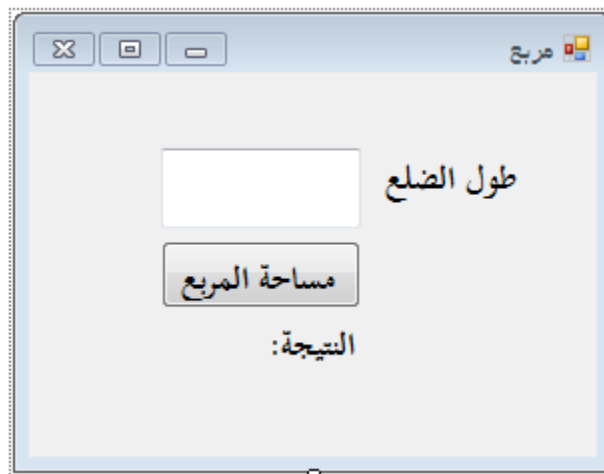 مربع
طول الضلع
مساحة المربع
النتيجة: